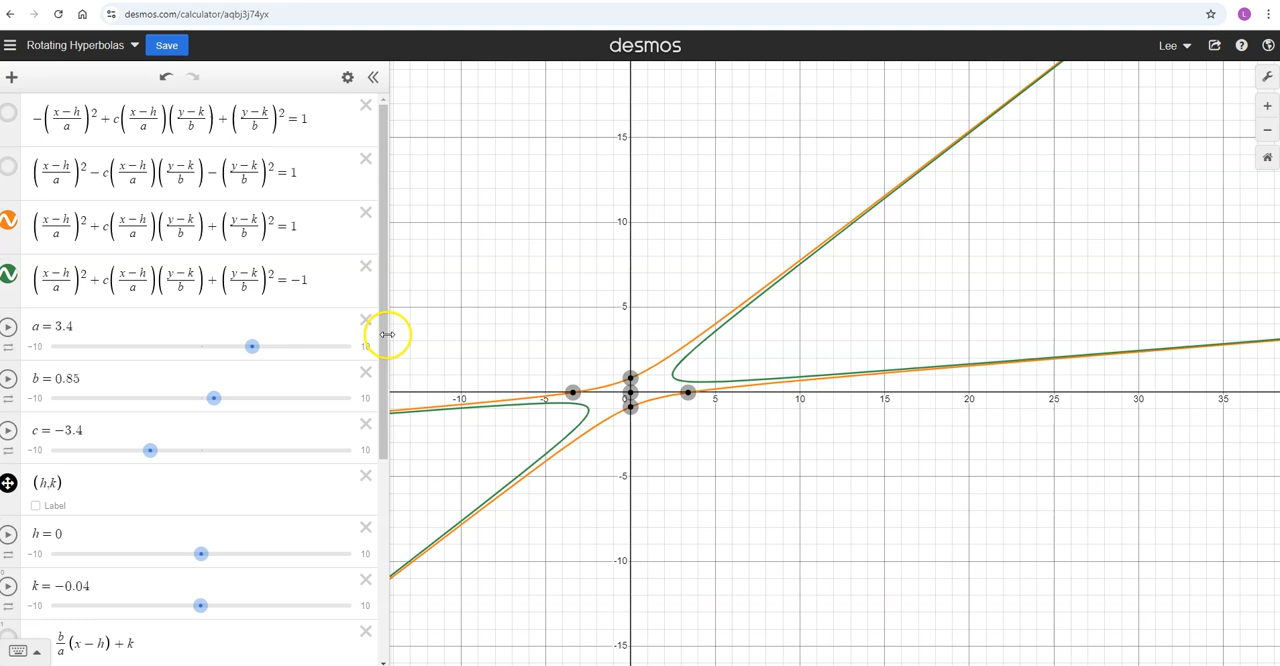 desmos.com/calculator/aqbj3j74yx
L
Rotating Hyperbolas
Save
desmos
Lee
−((x−h)/a)2 + c((x−h)/a)((y−k)/b) + ((y−k)/b)2 = 1
((x−h)/a)2 − c((x−h)/a)((y−k)/b) − ((y−k)/b)2 = 1
((x−h)/a)2 + c((x−h)/a)((y−k)/b) + ((y−k)/b)2 = 1
((x−h)/a)2 + c((x−h)/a)((y−k)/b) + ((y−k)/b)2 = −1
a = 3.4
-10 10
b = 0.85
-10 10
c = −3.4
-10 10
(h,k)
Label
h = 0
-10 10
0
k = −0.04
-10 10
1
b/a (x−h) + k
15
10
5
-10 -5 0 5 10 15 20 25 30 35
-5
-10
-15